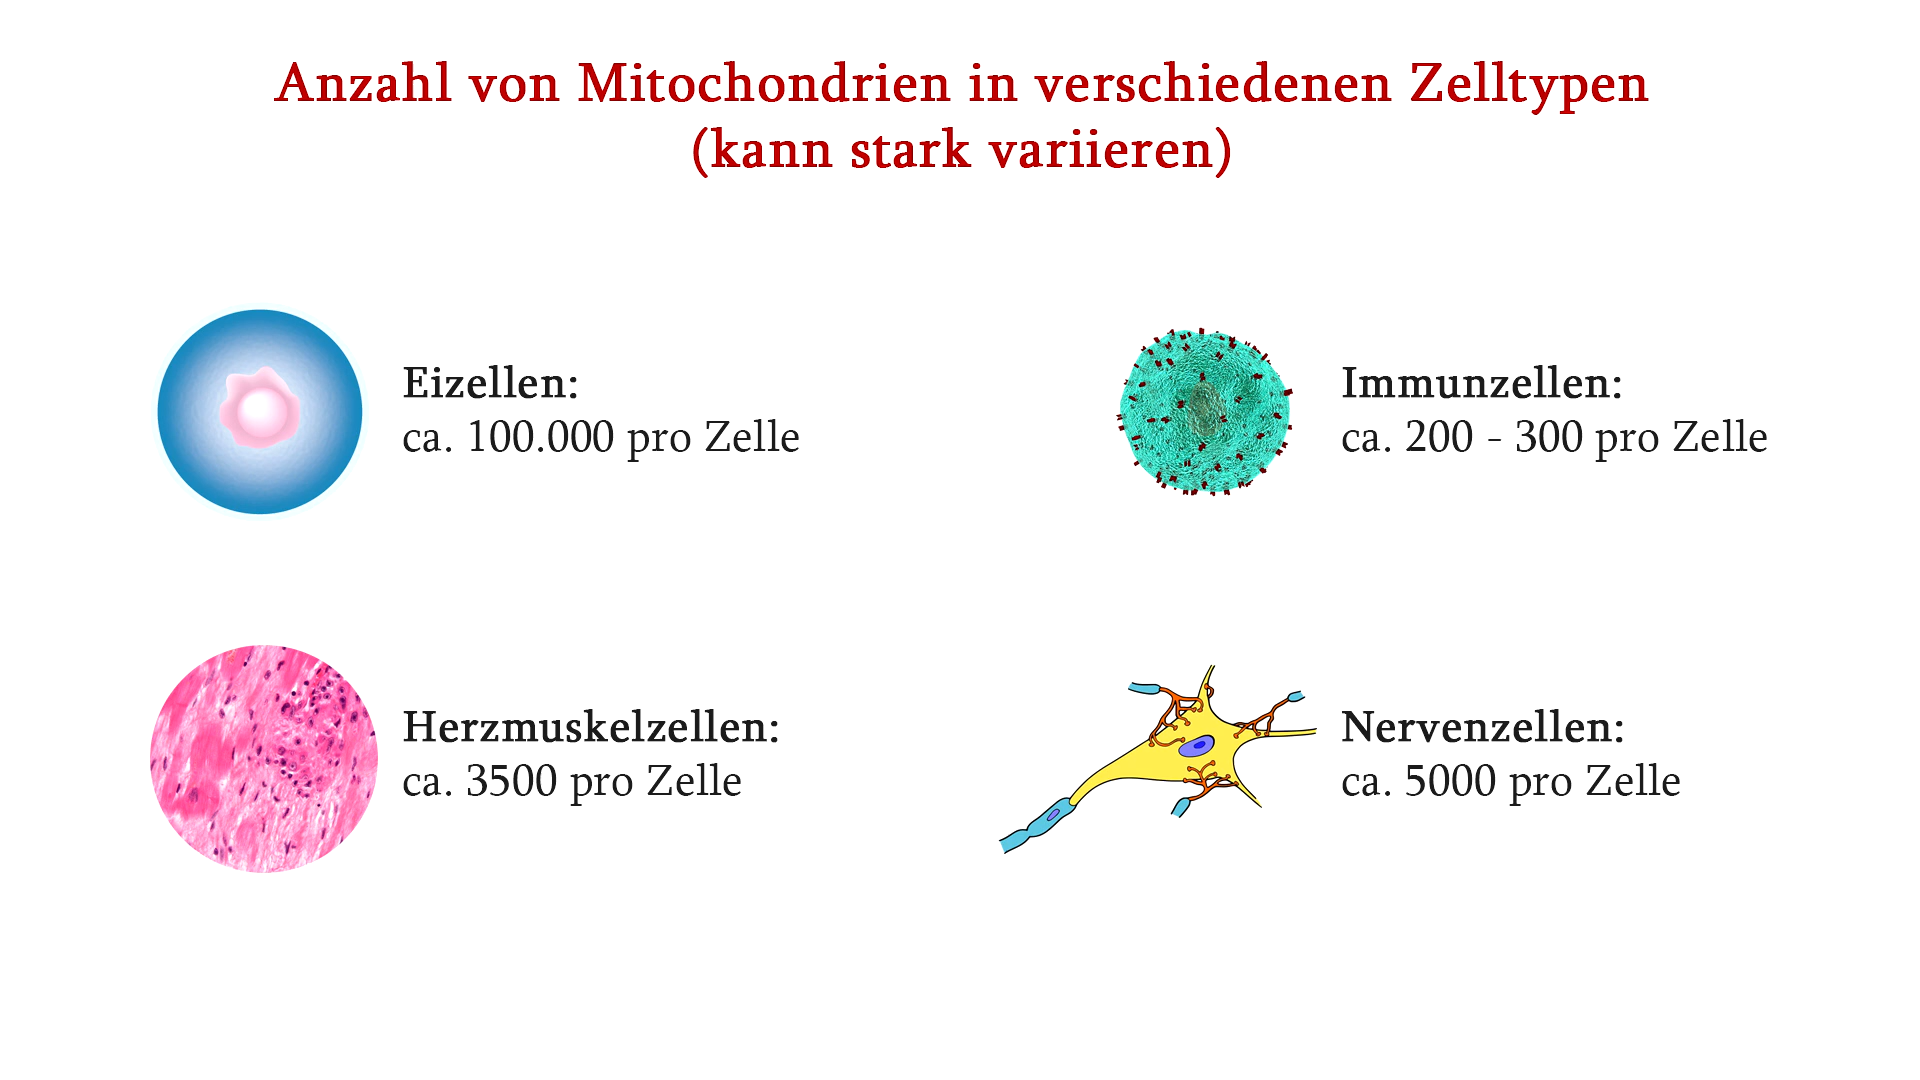 Anzahl von Mitochondrien in verschiedenen Zelltypen
(kann stark variieren)
Eizellen:
ca. 100.000 pro Zelle
Immunzellen:
ca. 200 - 300 pro Zelle
Herzmuskelzellen:
ca. 3500 pro Zelle
Nervenzellen:
ca. 5000 pro Zelle